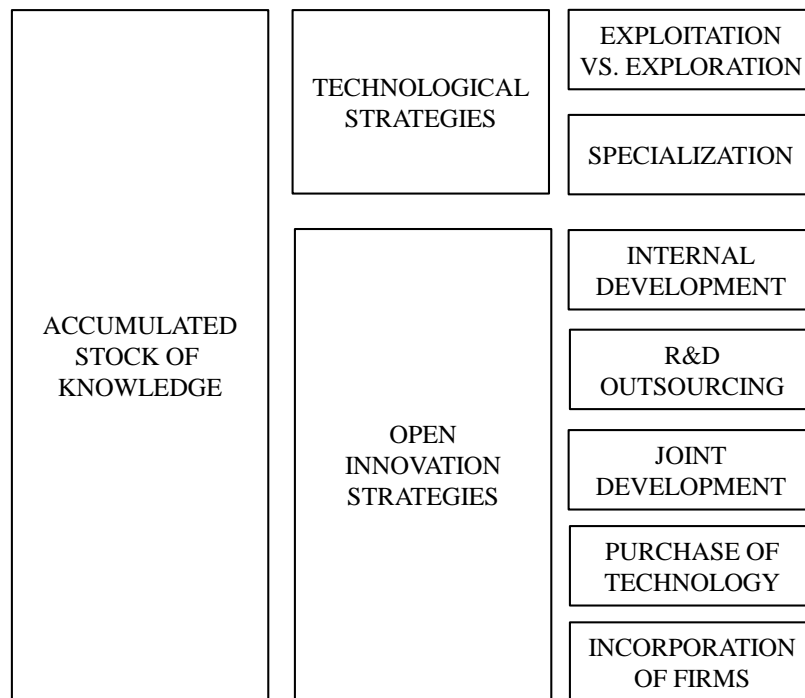 ACCUMULATED
STOCK OF
KNOWLEDGE
TECHNOLOGICAL
STRATEGIES
EXPLOITATION
VS. EXPLORATION
SPECIALIZATION
OPEN
INNOVATION
STRATEGIES
INTERNAL
DEVELOPMENT
R&D
OUTSOURCING
JOINT
DEVELOPMENT
PURCHASE OF
TECHNOLOGY
INCORPORATION
OF FIRMS